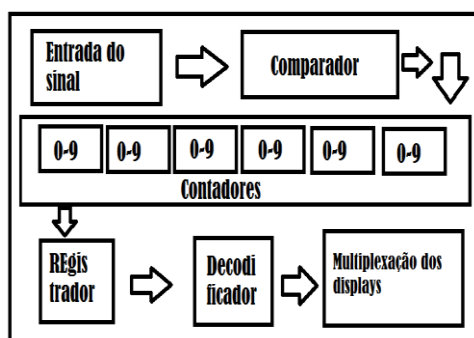 Entrada do
sinal
Comparador
0-9 0-9 0-9 0-9 0-9 0-9
Contadores
REgis
trador
Decodi
ificador
Multiplexação dos
displays